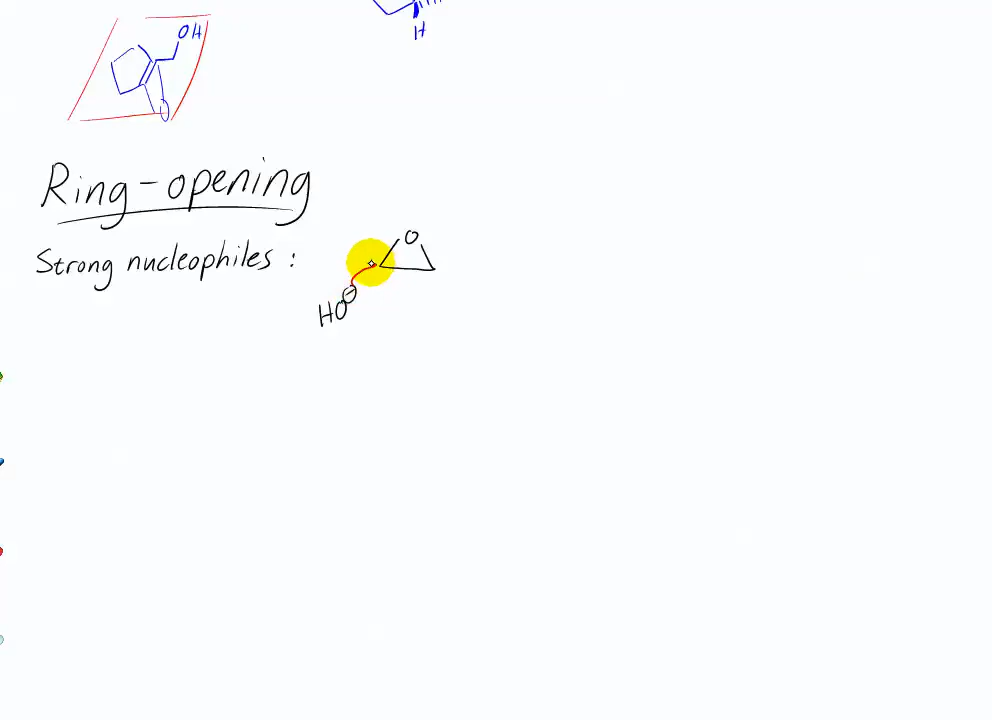 OH
H
Ring-opening
Strong nucleophiles :
O
HO⊖